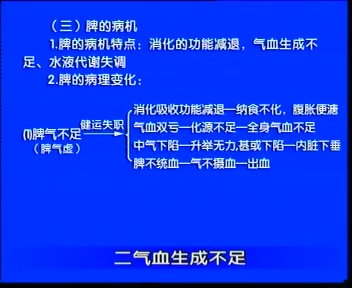 （三）脾的病机
1.脾的病机特点：消化的功能减退，气血生成不
足、水液代谢失调
2.脾的病理变化：
消化吸收功能减退—纳食不化，腹胀便溏
(1)脾气不足 健运失职 气血双亏—化源不足—全身气血不足
（脾气虚） 中气下陷—升举无力，甚或下陷—内脏下垂
脾不统血—气不摄血—出血
二气血生成不足